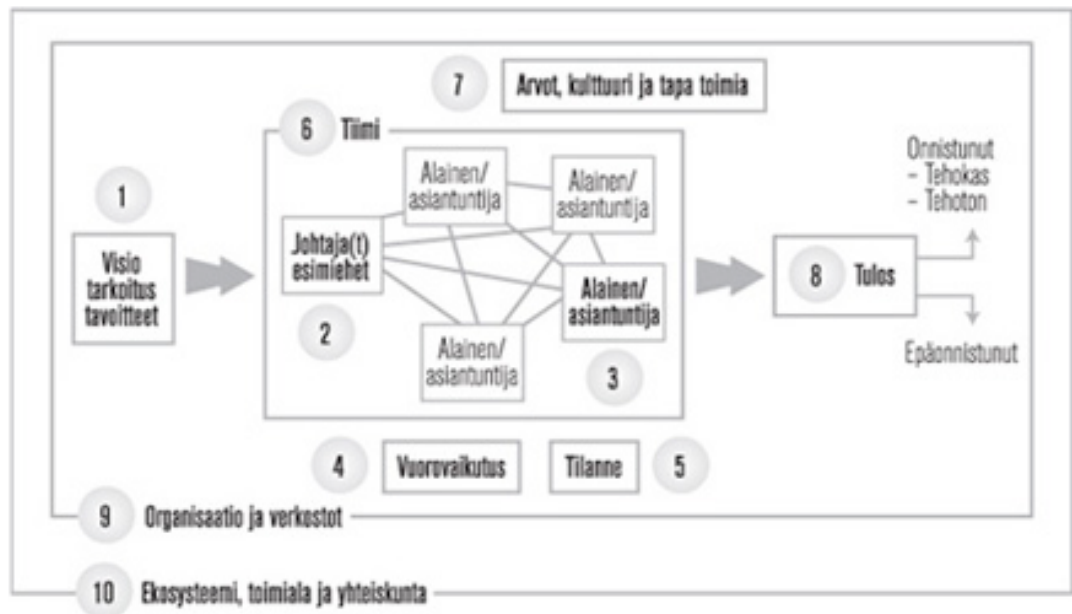 7
Arvot, kulttuuri ja tapa toimia
6
Tiimi
1
Visio
tarkoitus
tavoitteet
Johtaja(t)
esimiehet
2
Alainen/
asiantuntija
Alainen/
asiantuntija
Alainen/
asiantuntija
3
Alainen/
asiantuntija
4
Vuorovaikutus
Tilanne
5
8
Tulos
Onnistunut
– Tehokas
– Tehoton
Epäonnistunut
9
Organisaatio ja verkostot
10
Ekosysteemi, toimiala ja yhteiskunta